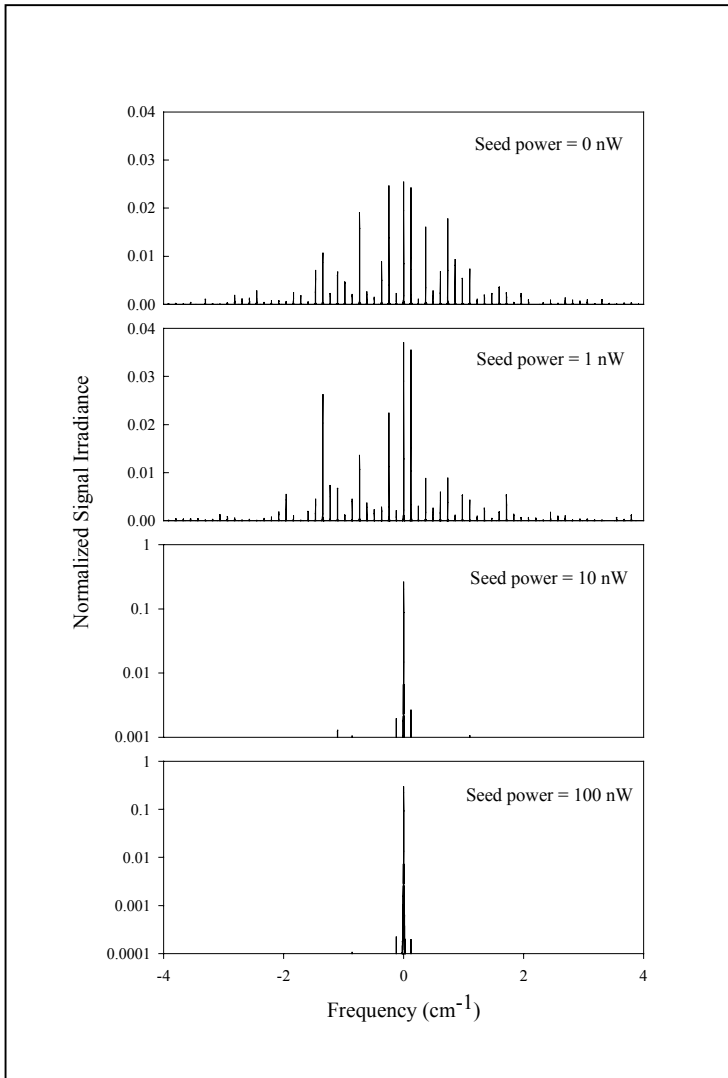 0.04
Seed power = 0 nW
0.03
0.02
0.01
0.00
0.04
Seed power = 1 nW
0.03
0.02
0.01
0.00
Normalized Signal Irradiance
1
Seed power = 10 nW
0.1
0.01
0.001
1
Seed power = 100 nW
0.1
0.01
0.001
0.0001
-4 -2 0 2 4
Frequency (cm⁻¹)